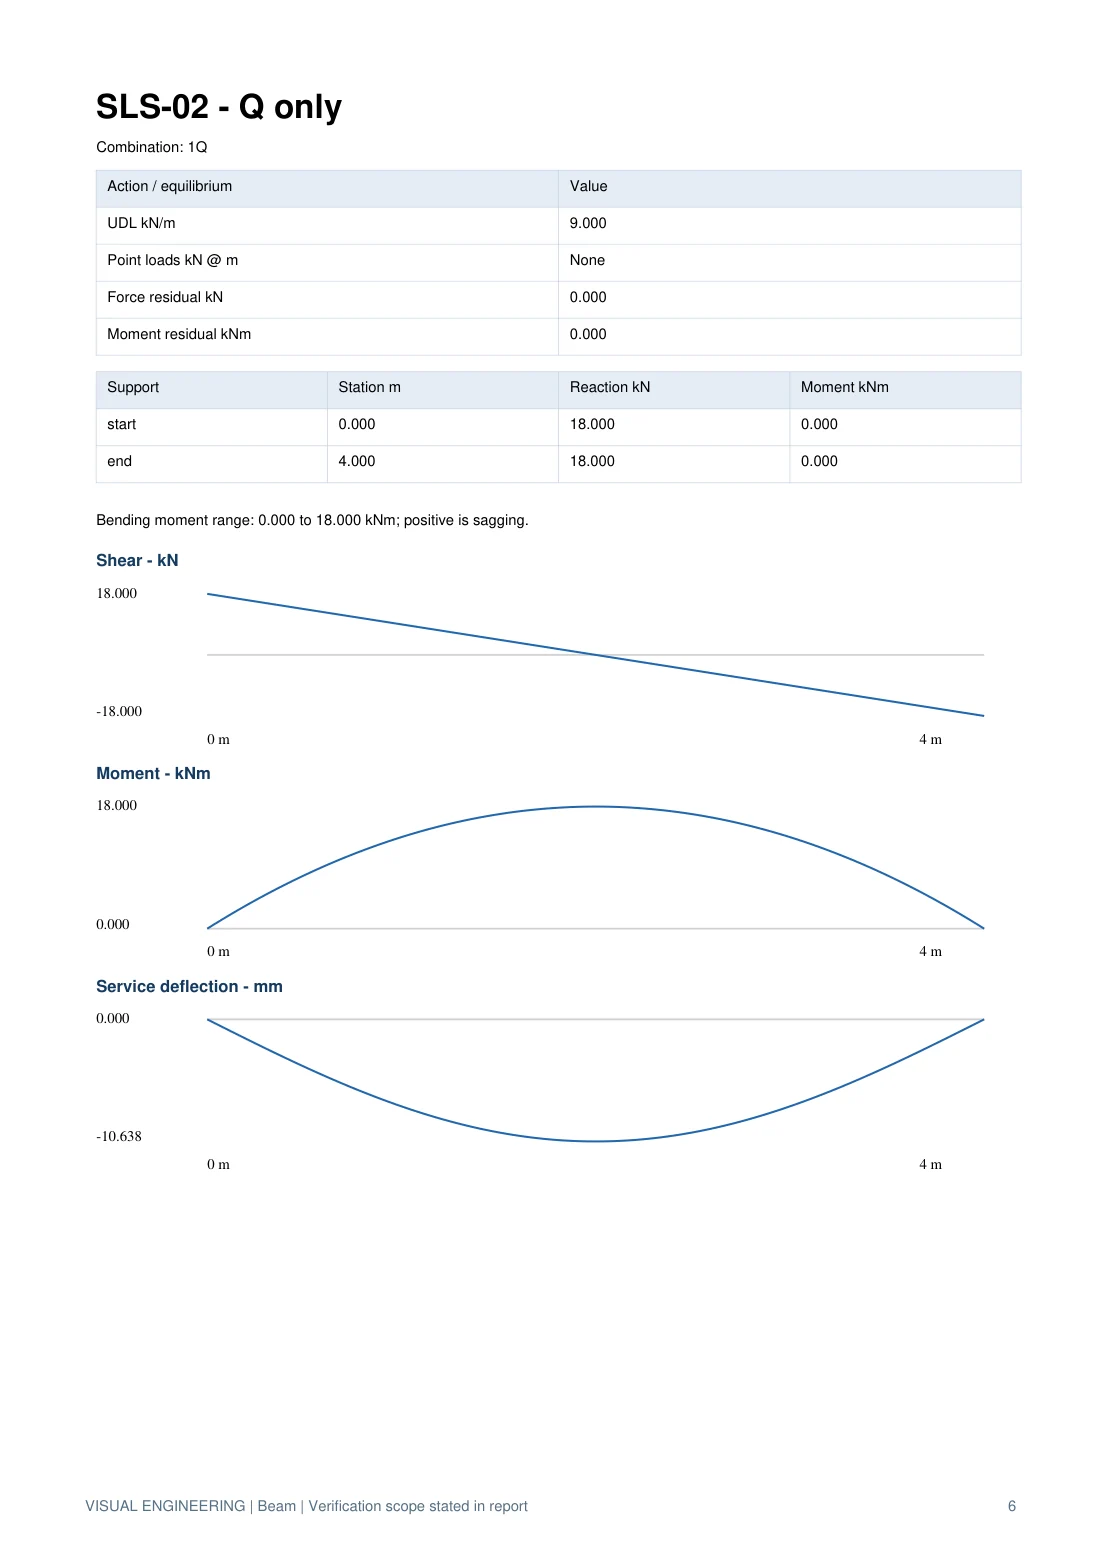 SLS-02 - Q only
Combination: 1Q
Action / equilibrium Value
UDL kN/m 9.000
Point loads kN @ m None
Force residual kN 0.000
Moment residual kNm 0.000
Support Station m Reaction kN Moment kNm
start 0.000 18.000 0.000
end 4.000 18.000 0.000
Bending moment range: 0.000 to 18.000 kNm; positive is sagging.
Shear - kN
18.000
-18.000
0 m 4 m
Moment - kNm
18.000
0.000
0 m 4 m
Service deflection - mm
0.000
-10.638
0 m 4 m
VISUAL ENGINEERING | Beam | Verification scope stated in report 6